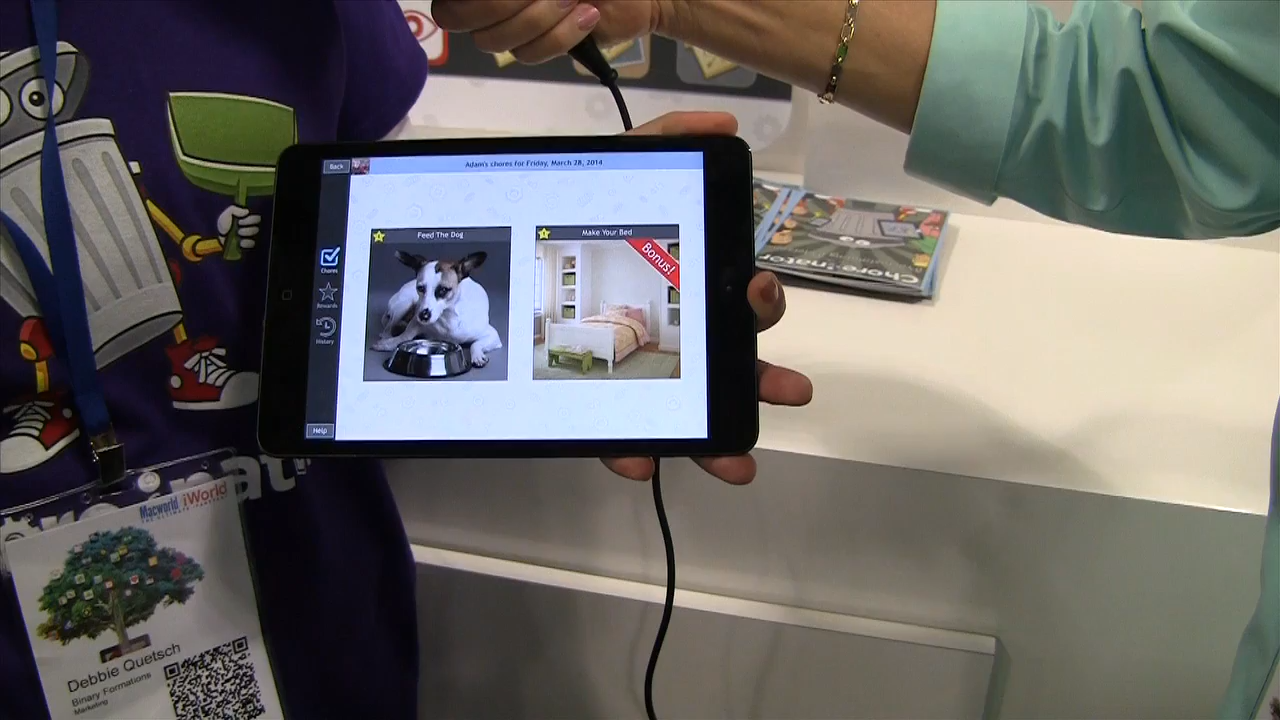 Back
Adam's chores for Friday, March 28, 2014
Feed The Dog
Make Your Bed
Bonus!
Chores
Rewards
History
Help
Choreinator
Macworld iWorld
Debbie Quetsch
Binary Formations
Marketing